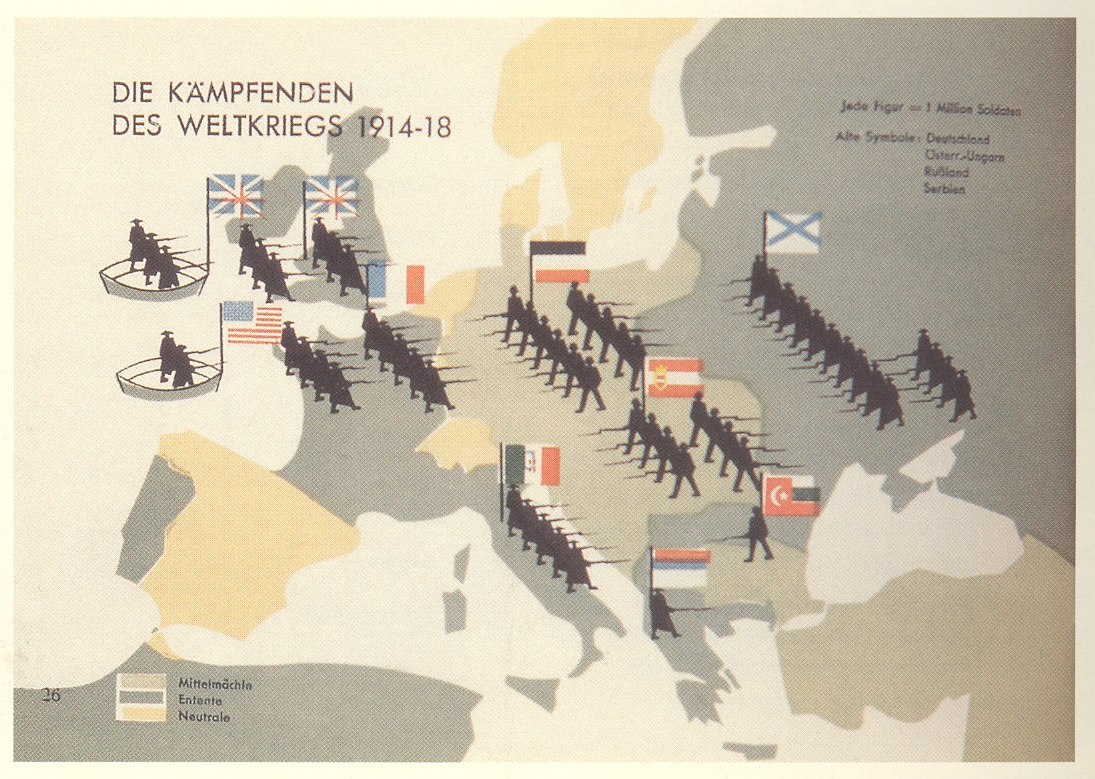 DIE KÄMPFENDEN
DES WELTKRIEGS 1914-18
Jede Figur = 1 Million Soldaten
Alte Symbole: Deutschland
Österr.-Ungarn
Rußland
Serbien
26
Mittelmächte
Entente
Neutrale